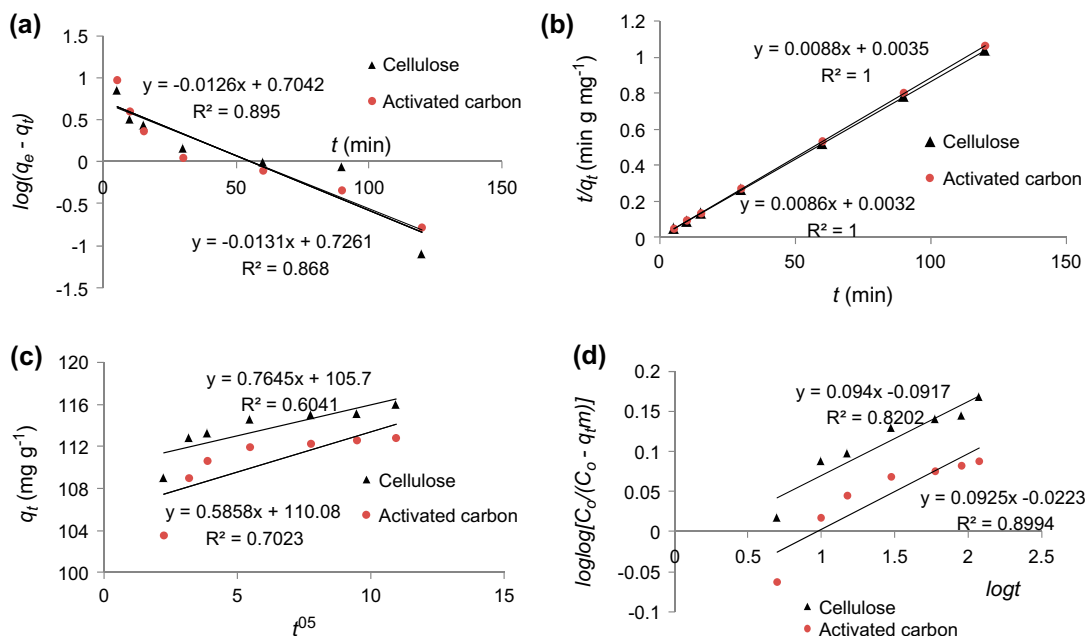 (a)
1.5
1
0.5
0
-0.5
-1
-1.5
0
50
100
150
log(qe - qt)
t (min)
y = -0.0126x + 0.7042
R² = 0.895
y = -0.0131x + 0.7261
R² = 0.868
Cellulose
Activated carbon
(b)
1.2
1
0.8
0.6
0.4
0.2
0
0
50
100
150
t/qt (min g mg-1)
t (min)
y = 0.0088x + 0.0035
R² = 1
y = 0.0086x + 0.0032
R² = 1
Cellulose
Activated carbon
(c)
120
116
112
108
104
100
0
5
10
15
qt (mg g-1)
t05
y = 0.7645x + 105.7
R² = 0.6041
y = 0.5858x + 110.08
R² = 0.7023
Cellulose
Activated carbon
(d)
0.2
0.15
0.1
0.05
0
-0.05
-0.1
0
0.5
1
1.5
2
2.5
loglog[Co/(Co - qtm)]
logt
y = 0.094x -0.0917
R² = 0.8202
y = 0.0925x -0.0223
R² = 0.8994
Cellulose
Activated carbon